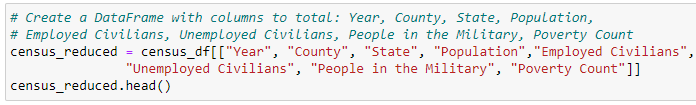 # Create a DataFrame with columns to total: Year, County, State, Population,
# Employed Civilians, Unemployed Civilians, People in the Military, Poverty Count
census_reduced = census_df[["Year", "County", "State", "Population","Employed Civilians",
"Unemployed Civilians", "People in the Military", "Poverty Count"]]
census_reduced.head()